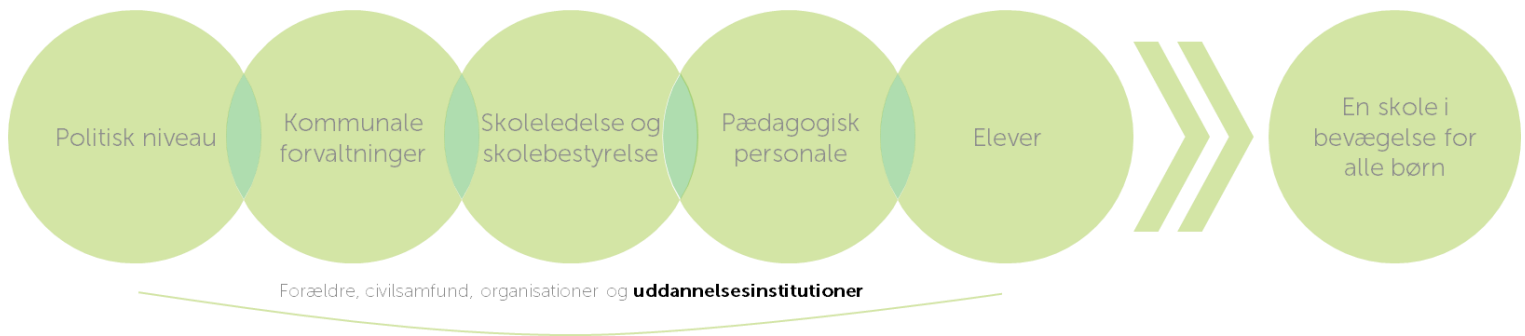 Politisk niveau
Kommunale
forvaltninger
Skoleledelse og
skolebestyrelse
Pædagogisk
personale
Elever
En skole i
bevægelse for
alle børn
Forældre, civilsamfund, organisationer og uddannelsesinstitutioner